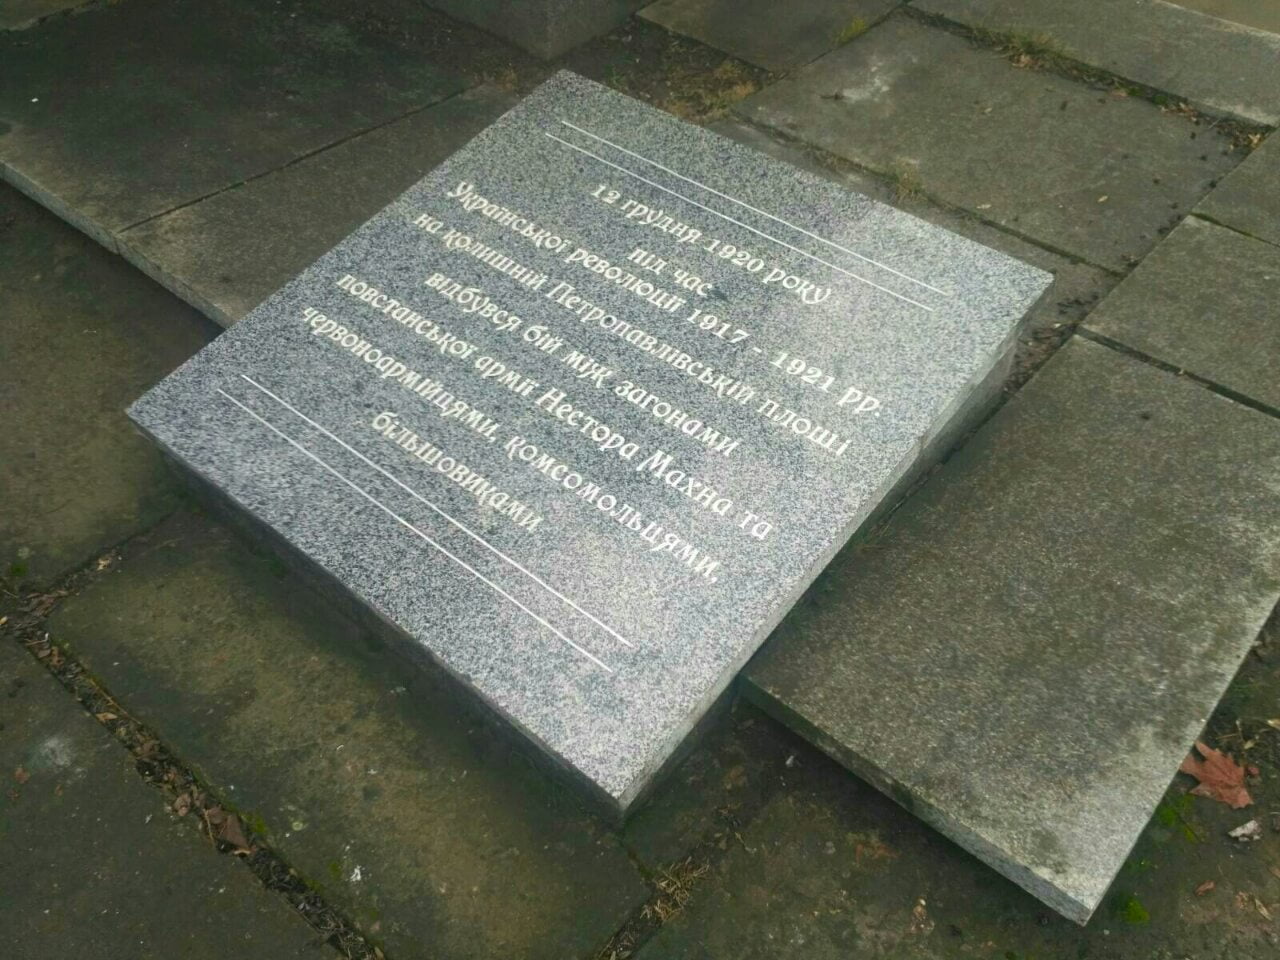 12 грудня 1920 року
під час
Української революції 1917 - 1921 рр.
на колишній Петропавлівській площі
відбувся бій між загонами
повстанської армії Нестора Махна та
червоноармійцями, комсомольцями,
більшовиками